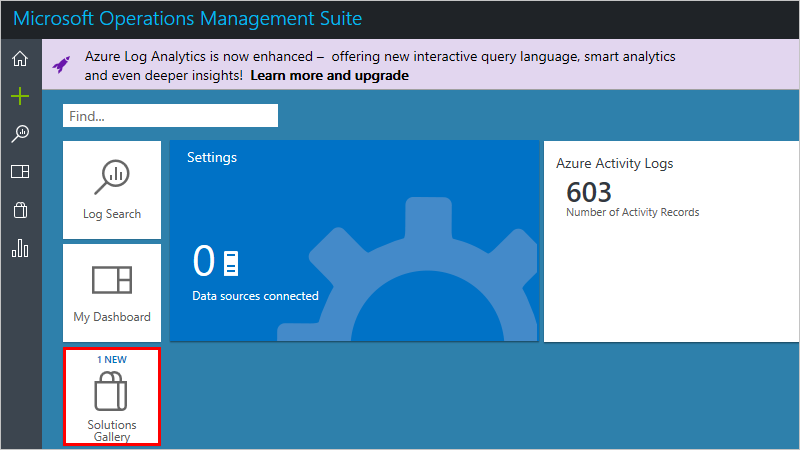 Microsoft Operations Management Suite
Azure Log Analytics is now enhanced – offering new interactive query language, smart analytics
and even deeper insights! Learn more and upgrade
Find...
Log Search
Settings
0
Data sources connected
Azure Activity Logs
603
Number of Activity Records
My Dashboard
1 NEW
Solutions
Gallery